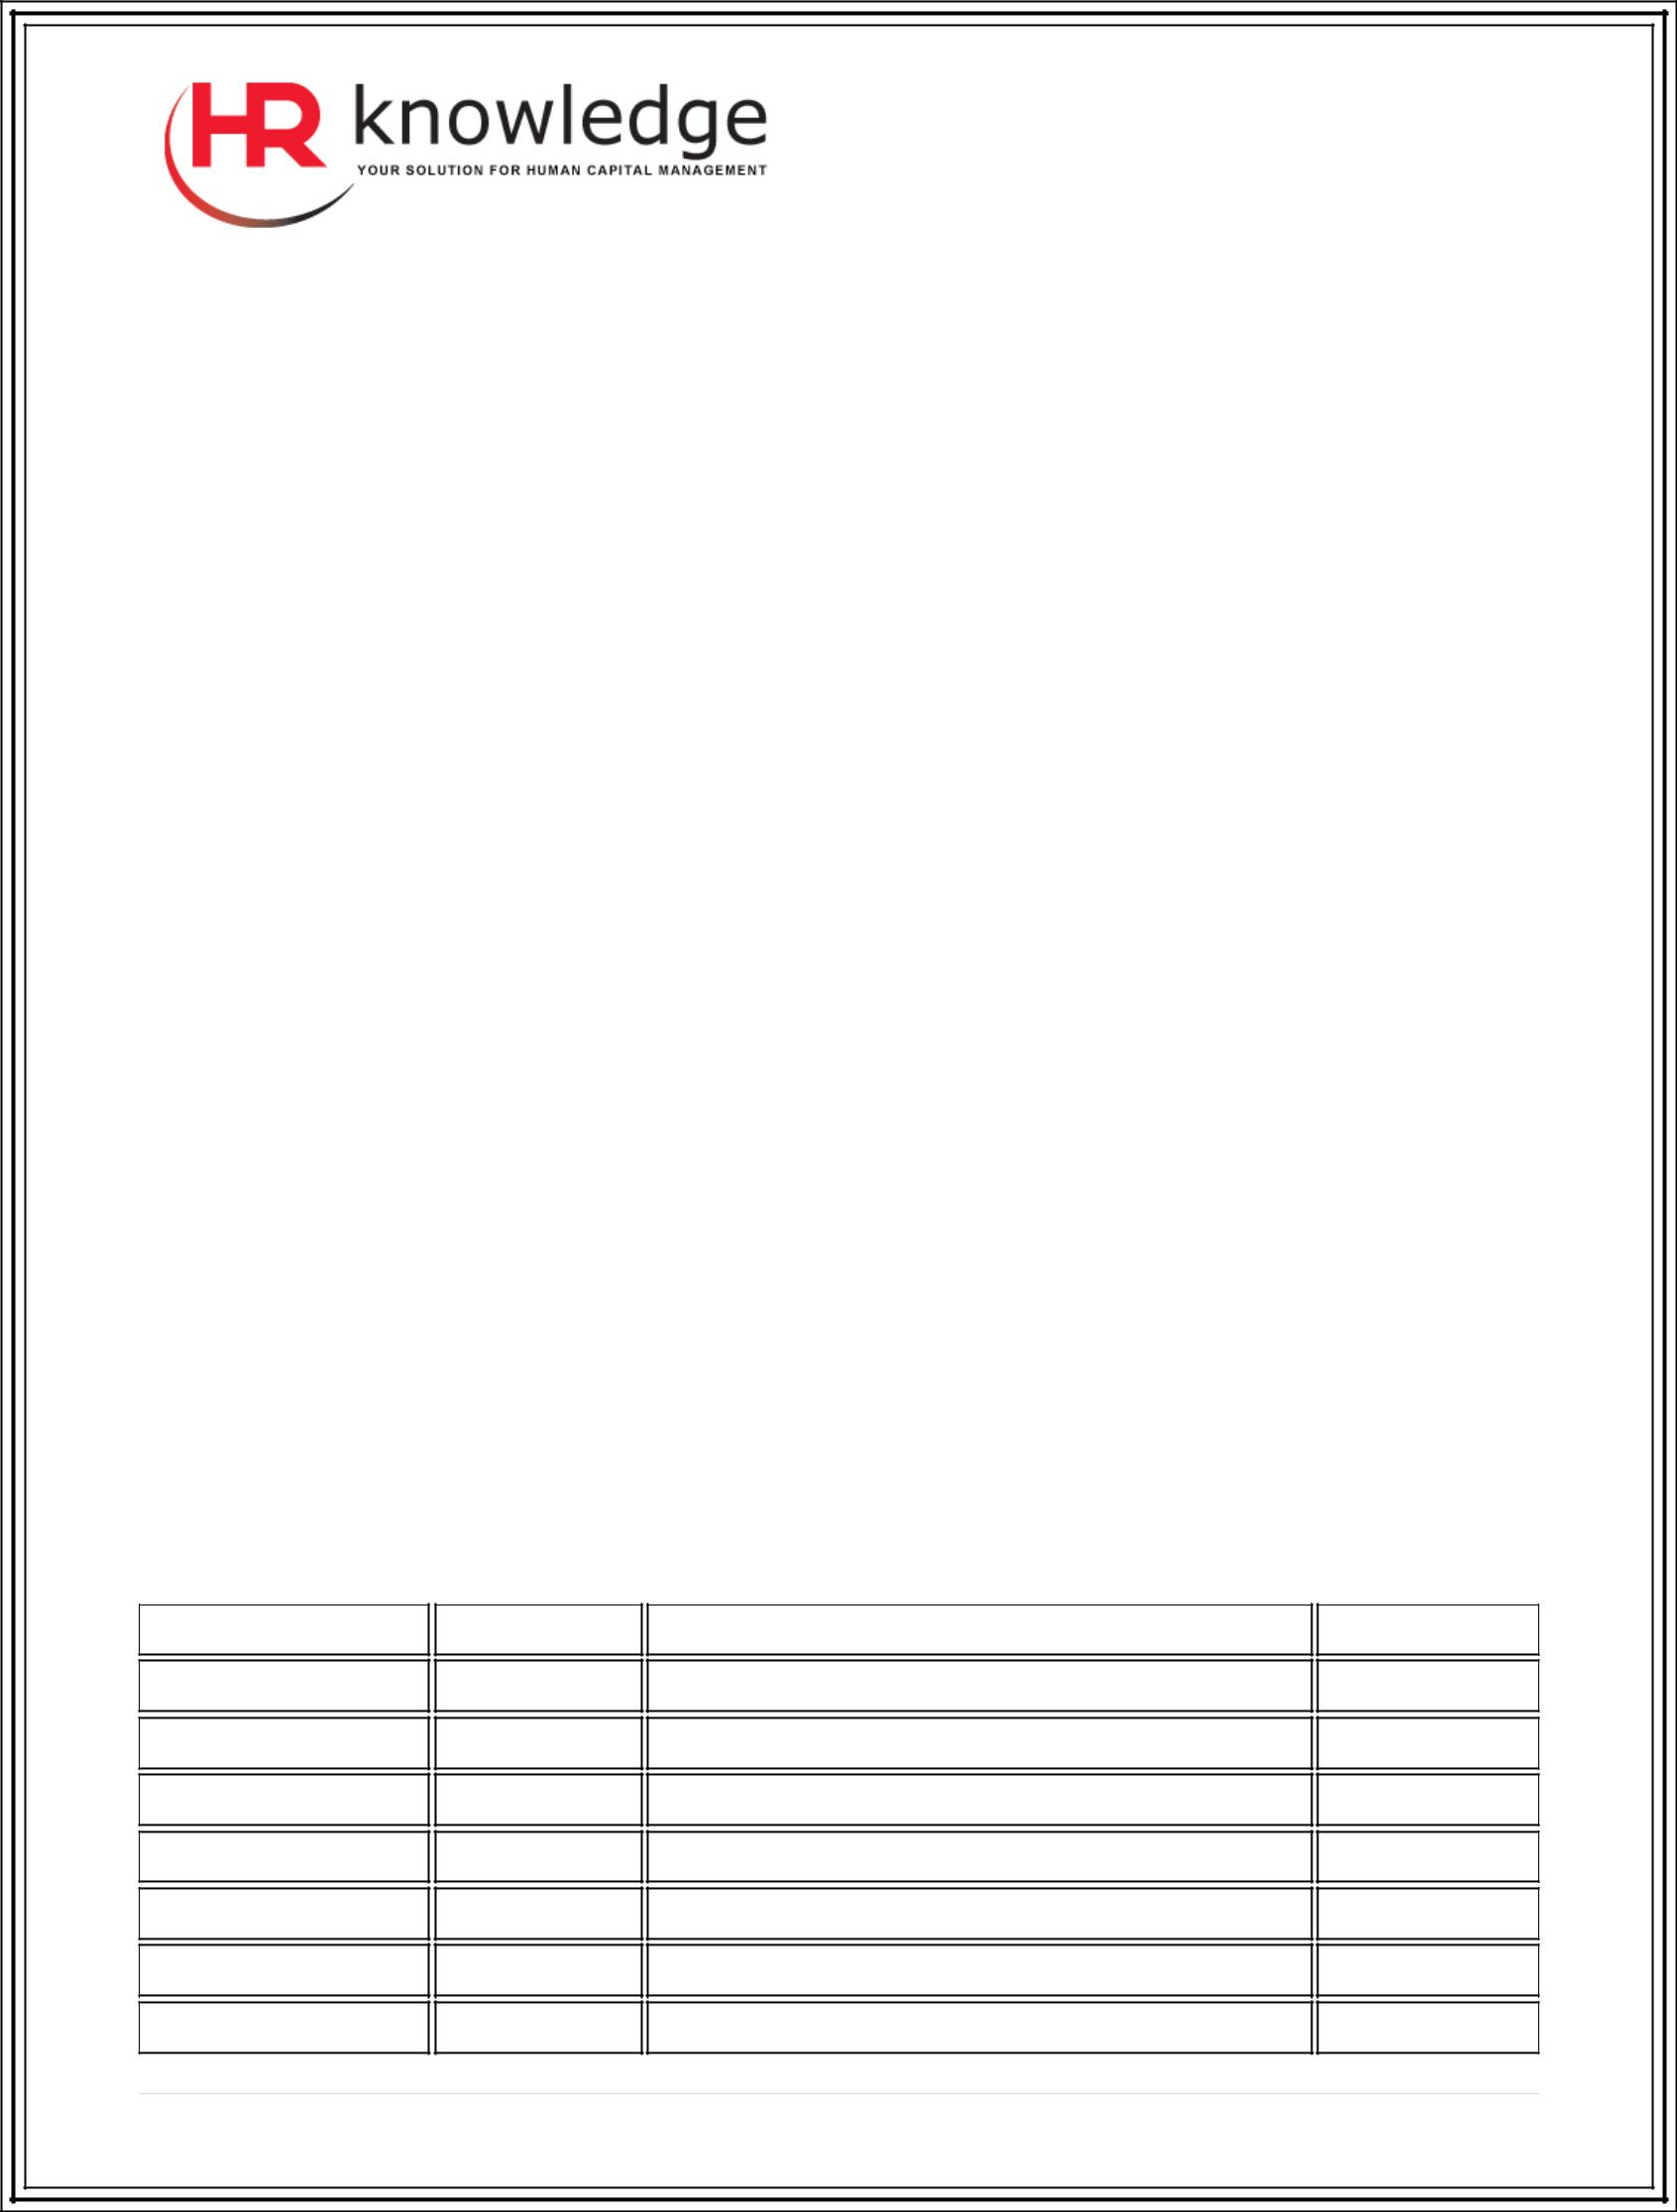 HR knowledge
YOUR SOLUTION FOR HUMAN CAPITAL MANAGEMENT